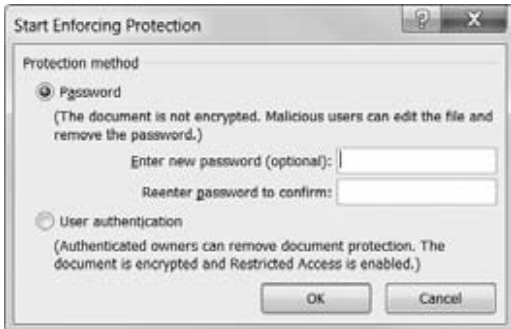 Start Enforcing Protection
? X
Protection method
Password
(The document is not encrypted. Malicious users can edit the file and
remove the password.)
Enter new password (optional):
Reenter password to confirm:
User authentication
(Authenticated owners can remove document protection. The
document is encrypted and Restricted Access is enabled.)
OK Cancel